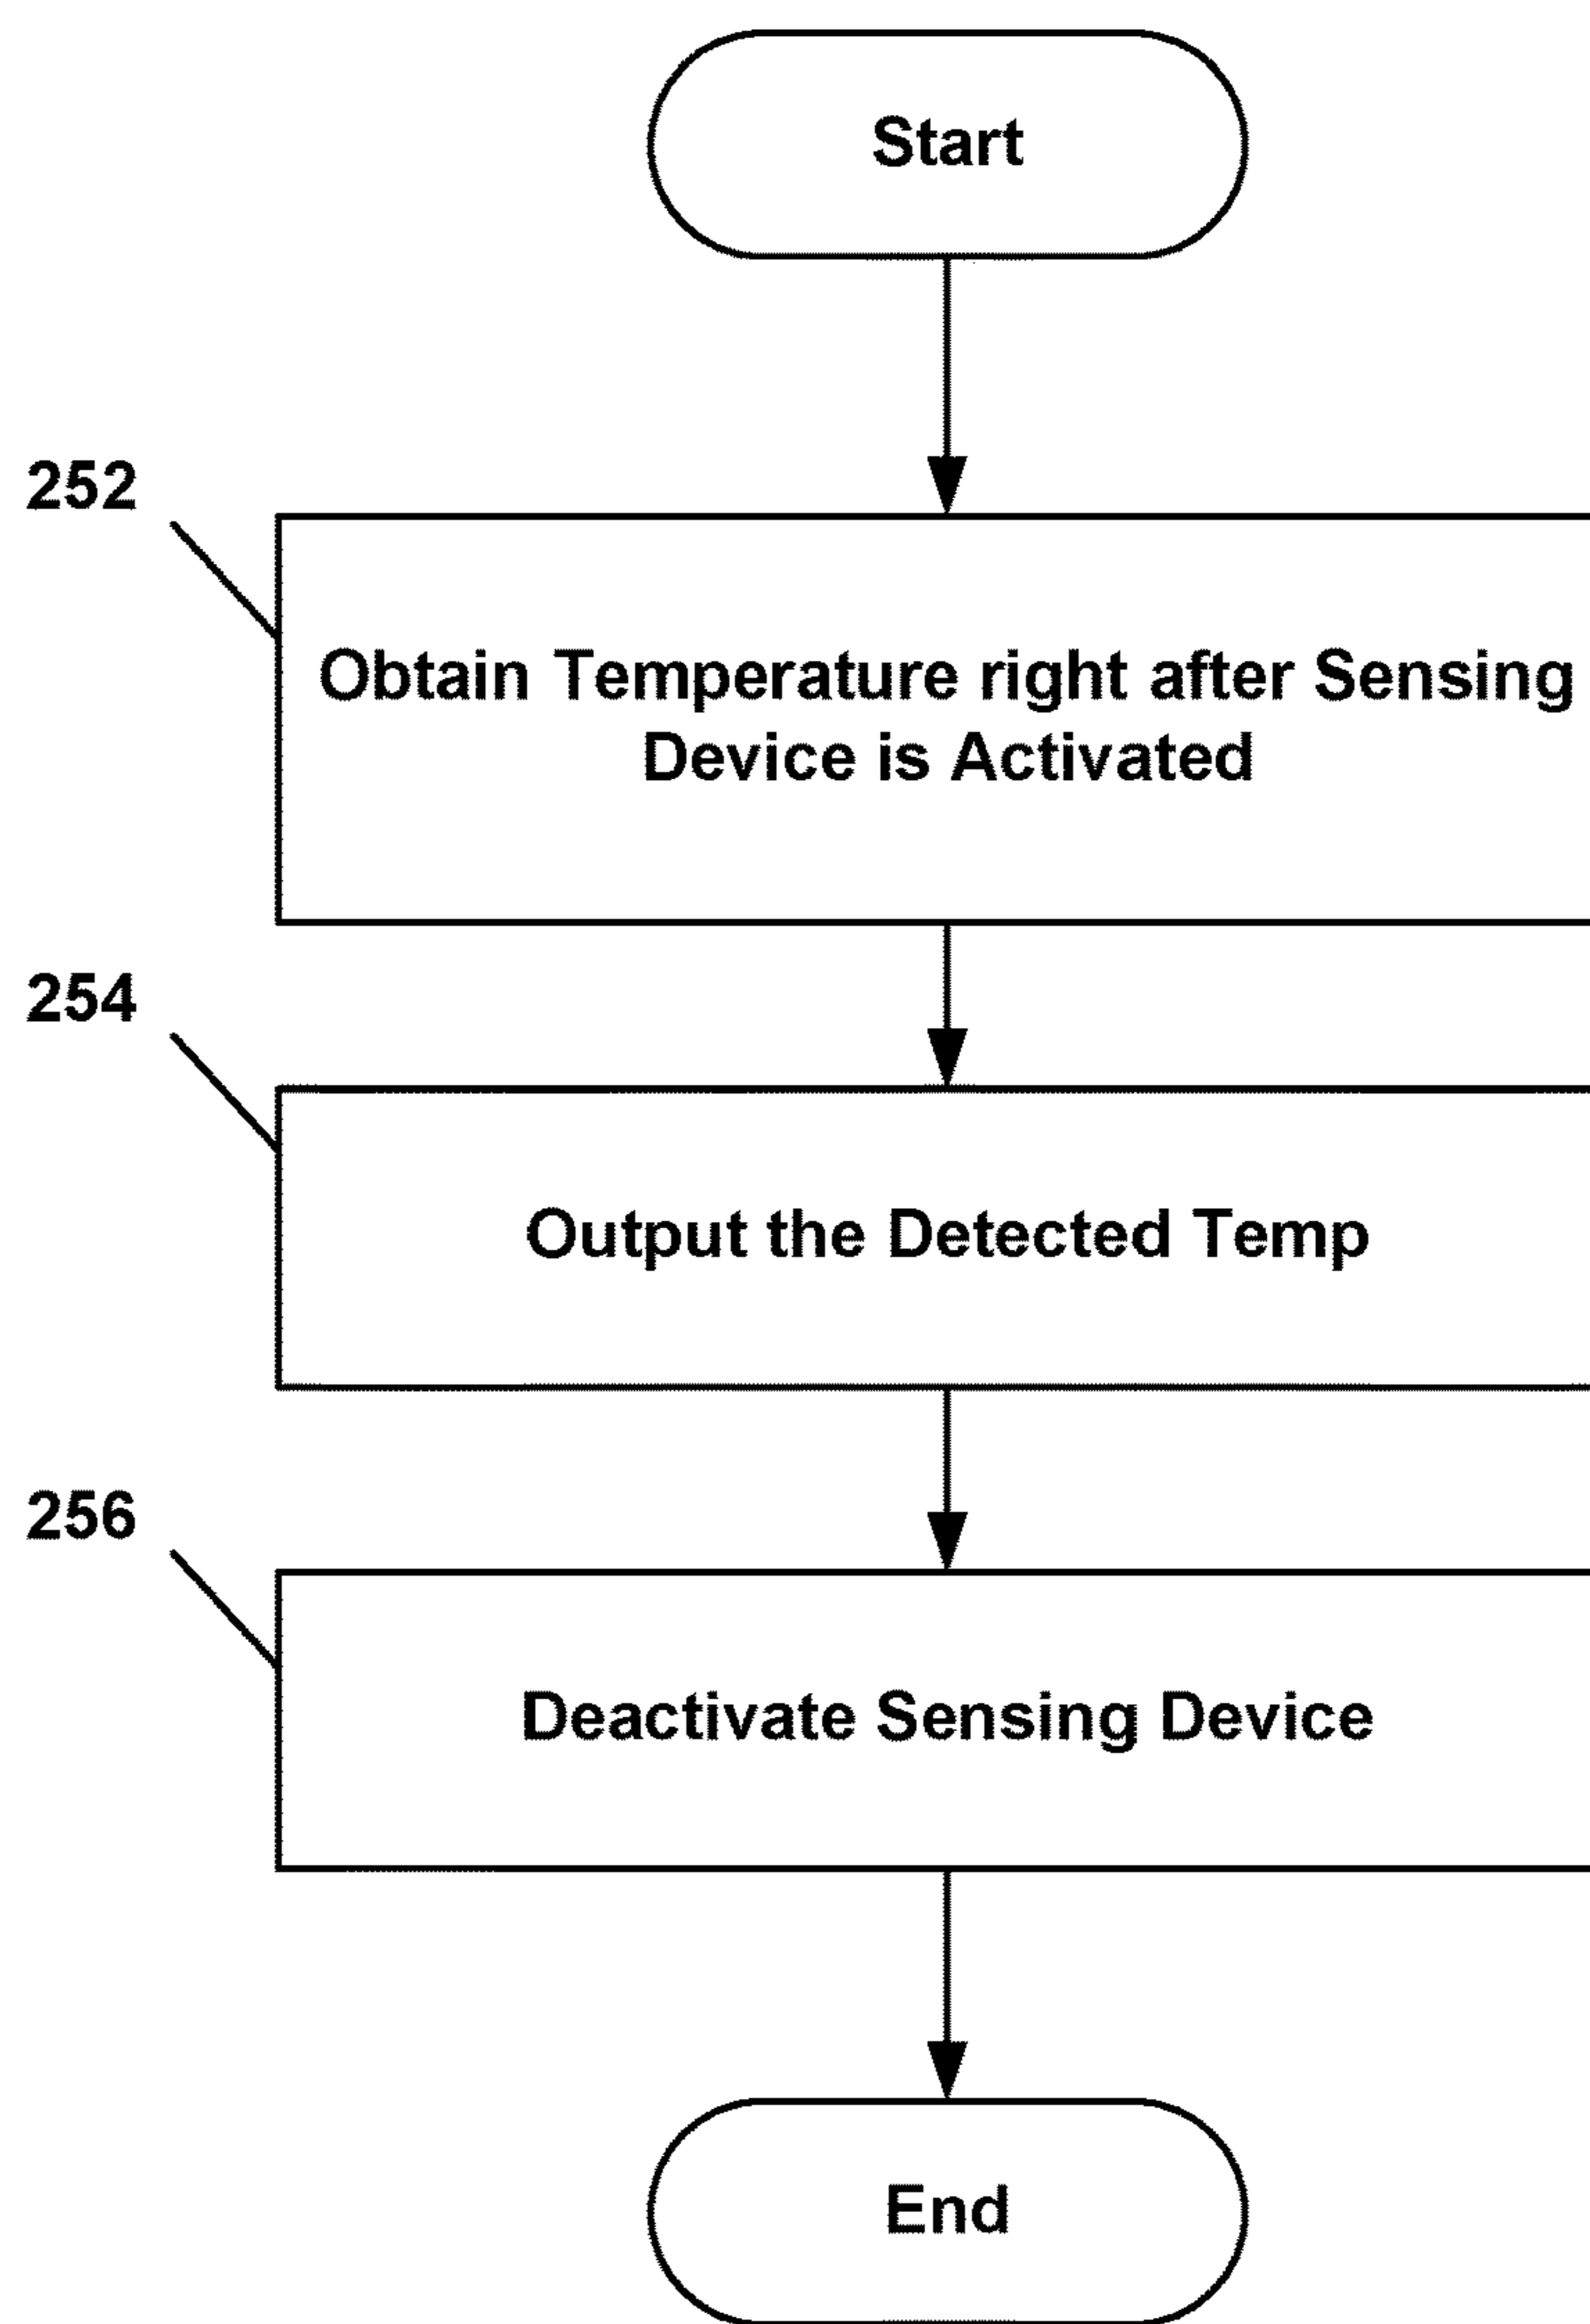 Start
252
Obtain Temperature right after Sensing
Device is Activated
254
Output the Detected Temp
256
Deactivate Sensing Device
End